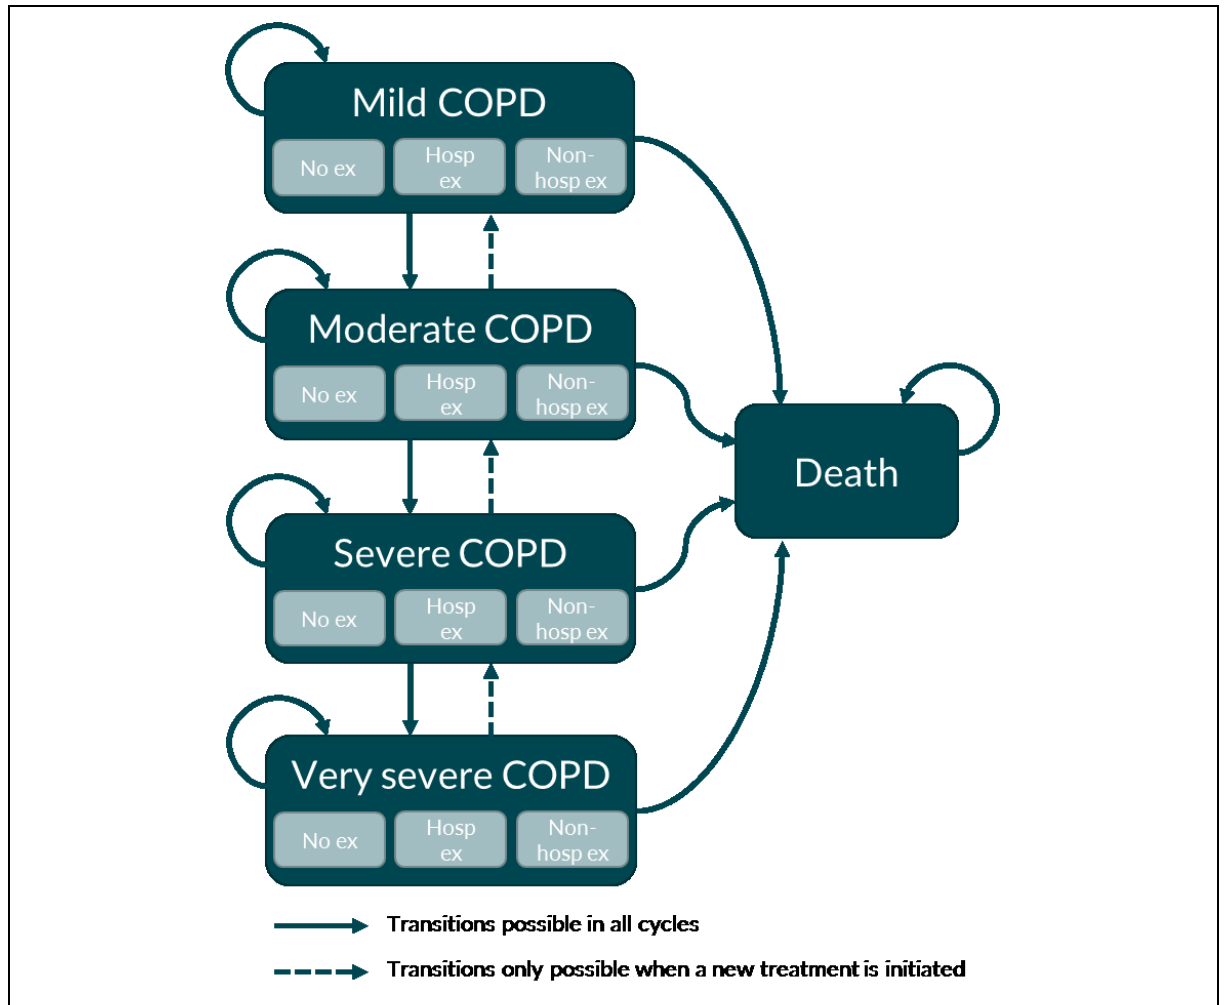 Mild COPD
No ex
Hosp
ex
Non-
hosp ex
Moderate COPD
No ex
Hosp
ex
Non-
hosp ex
Death
Severe COPD
No ex
Hosp
ex
Non-
hosp ex
Very severe COPD
No ex
Hosp
ex
Non-
hosp ex
Transitions possible in all cycles
Transitions only possible when a new treatment is initiated